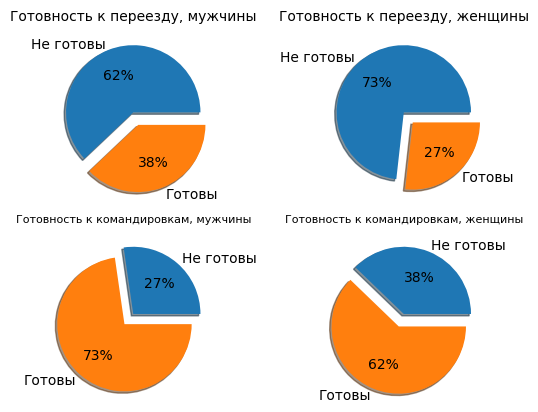 Готовность к переезду, мужчины
Не готовы
62%
38%
Готовы
Готовность к переезду, женщины
Не готовы
73%
27%
Готовы
Готовность к командировкам, мужчины
Не готовы
27%
73%
Готовы
Готовность к командировкам, женщины
Не готовы
38%
62%
Готовы